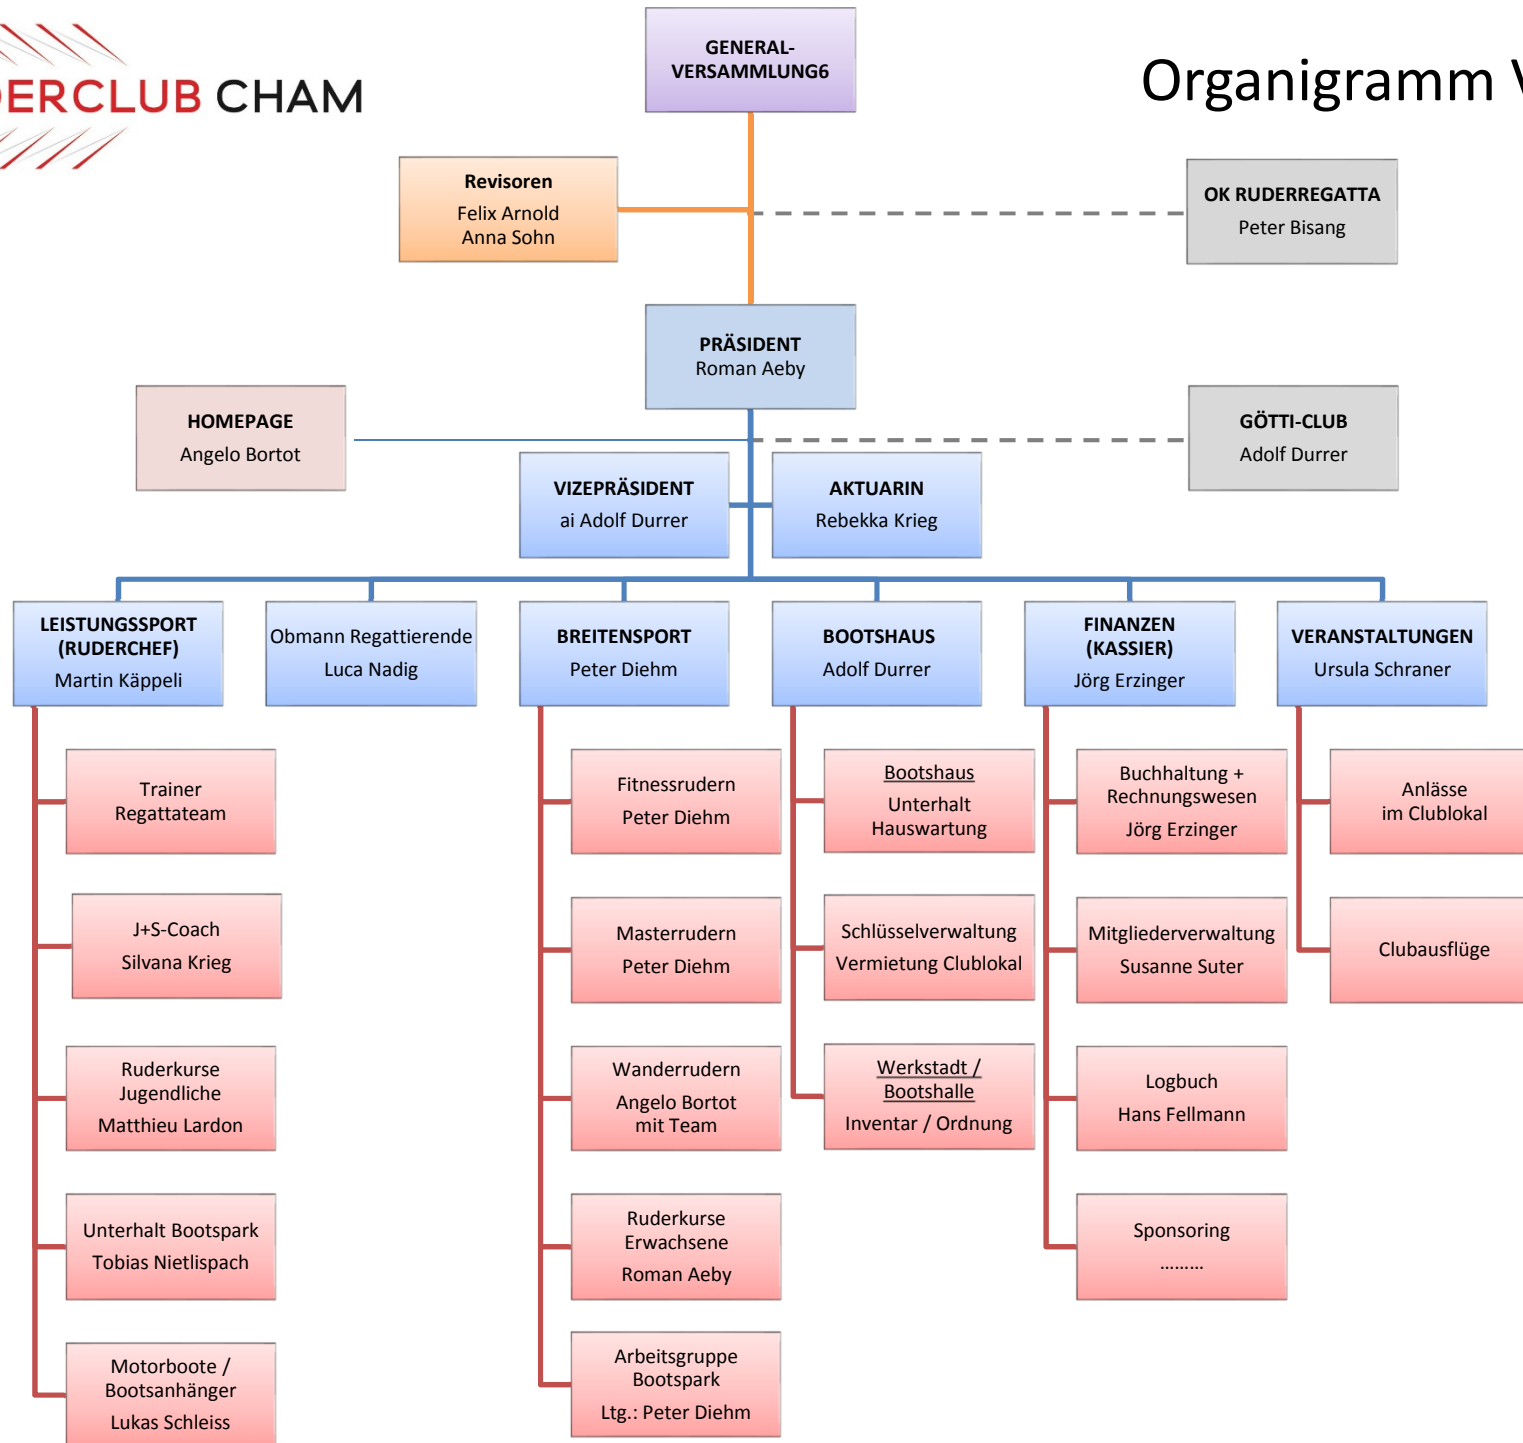 GENERAL-
VERSAMMLUNG6
ERCLUB CHAM
Organigramm
Revisoren
Felix Arnold
Anna Sohn
OK RUDERREGATTA
Peter Bisang
PRÄSIDENT
Roman Aeby
HOMEPAGE
Angelo Bortot
GÖTTI-CLUB
Adolf Durrer
VIZEPRÄSIDENT
ai Adolf Durrer
AKTUARIN
Rebekka Krieg
LEISTUNGSSPORT
(RUDERCHEF)
Martin Käppeli
Obmann Regattierende
Luca Nadig
BREITENSPORT
Peter Diehm
BOOTSHAUS
Adolf Durrer
FINANZEN
(KASSIER)
Jörg Erzinger
VERANSTALTUNGEN
Ursula Schraner
Trainer
Regattateam
J+S-Coach
Silvana Krieg
Ruderkurse
Jugendliche
Matthieu Lardon
Unterhalt Bootspark
Tobias Nietlispach
Motorboote /
Bootsanhänger
Lukas Schleiss
Fitnessrudern
Peter Diehm
Masterrudern
Peter Diehm
Wanderrudern
Angelo Bortot
mit Team
Ruderkurse
Erwachsene
Roman Aeby
Arbeitsgruppe
Bootspark
Ltg.: Peter Diehm
Bootshaus
Unterhalt
Hauswartung
Schlüsselverwaltung
Vermietung Clublokal
Werkstadt /
Bootshalle
Inventar / Ordnung
Buchhaltung +
Rechnungswesen
Jörg Erzinger
Mitgliederverwaltung
Susanne Suter
Logbuch
Hans Fellmann
Sponsoring
.........
Anlässe
im Clublokal
Clubausflüge